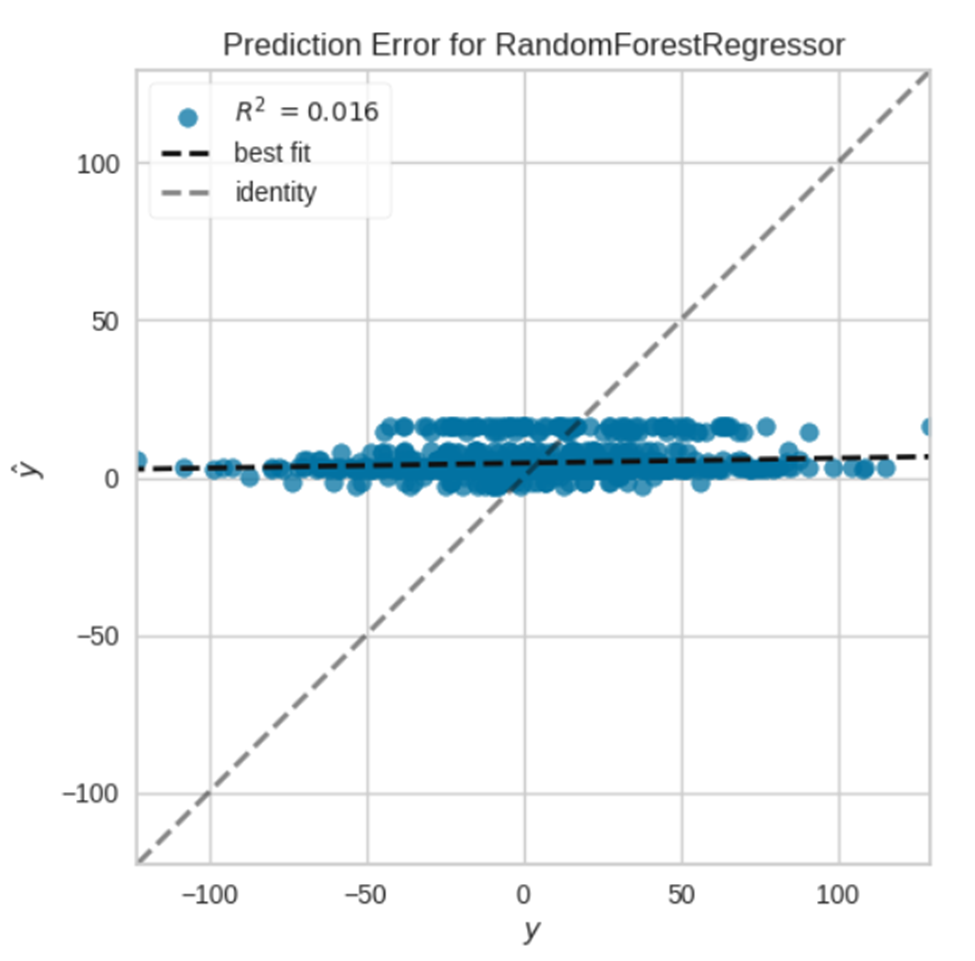 Prediction Error for RandomForestRegressor
R² = 0.016
best fit
identity
100
50
0
−50
−100
ŷ
−100 −50 0 50 100
y